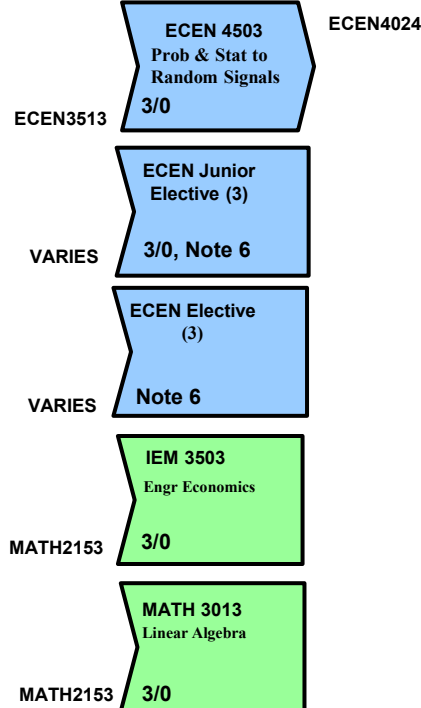 ECEN 4503
ECEN4024
Prob & Stat to
Random Signals
3/0
ECEN3513
ECEN Junior
Elective (3)
3/0, Note 6
VARIES
ECEN Elective
(3)
Note 6
VARIES
IEM 3503
Engr Economics
3/0
MATH2153
MATH 3013
Linear Algebra
3/0
MATH2153